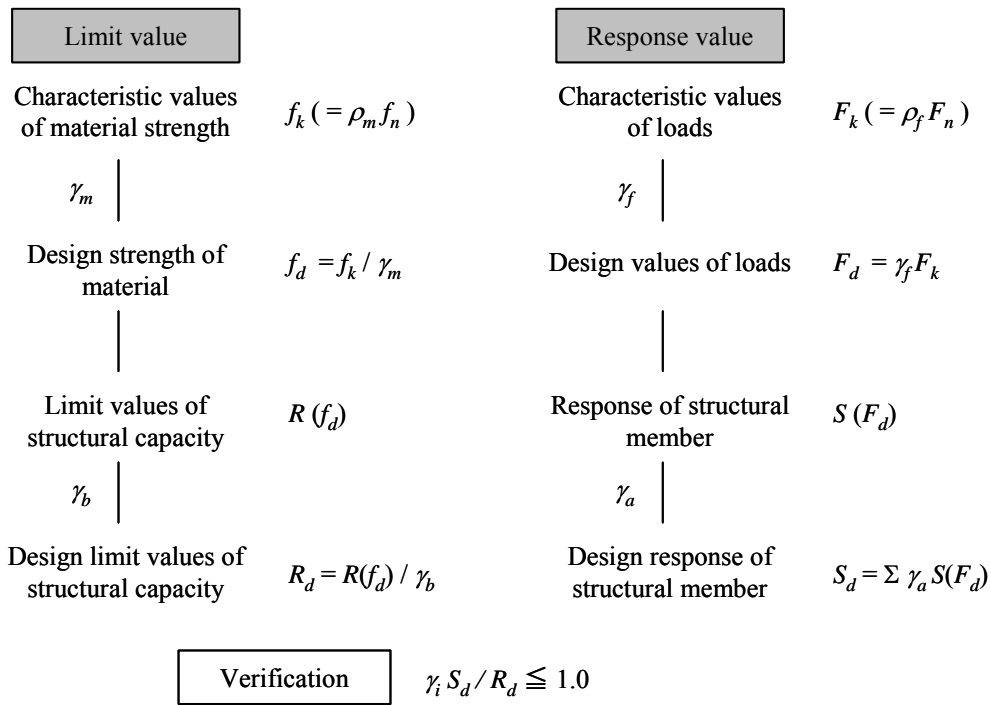 Limit value
Response value
Characteristic values
of material strength
f_k ( = ρ_m f_n )
Characteristic values
of loads
F_k ( = ρ_f F_n )
γ_m
γ_f
Design strength of
material
f_d = f_k / γ_m
Design values of loads
F_d = γ_f F_k
Limit values of
structural capacity
R (f_d)
Response of structural
member
S (F_d)
γ_b
γ_a
Design limit values of
structural capacity
R_d = R(f_d) / γ_b
Design response of
structural member
S_d = Σ γ_a S(F_d)
Verification
γ_i S_d / R_d ≦ 1.0